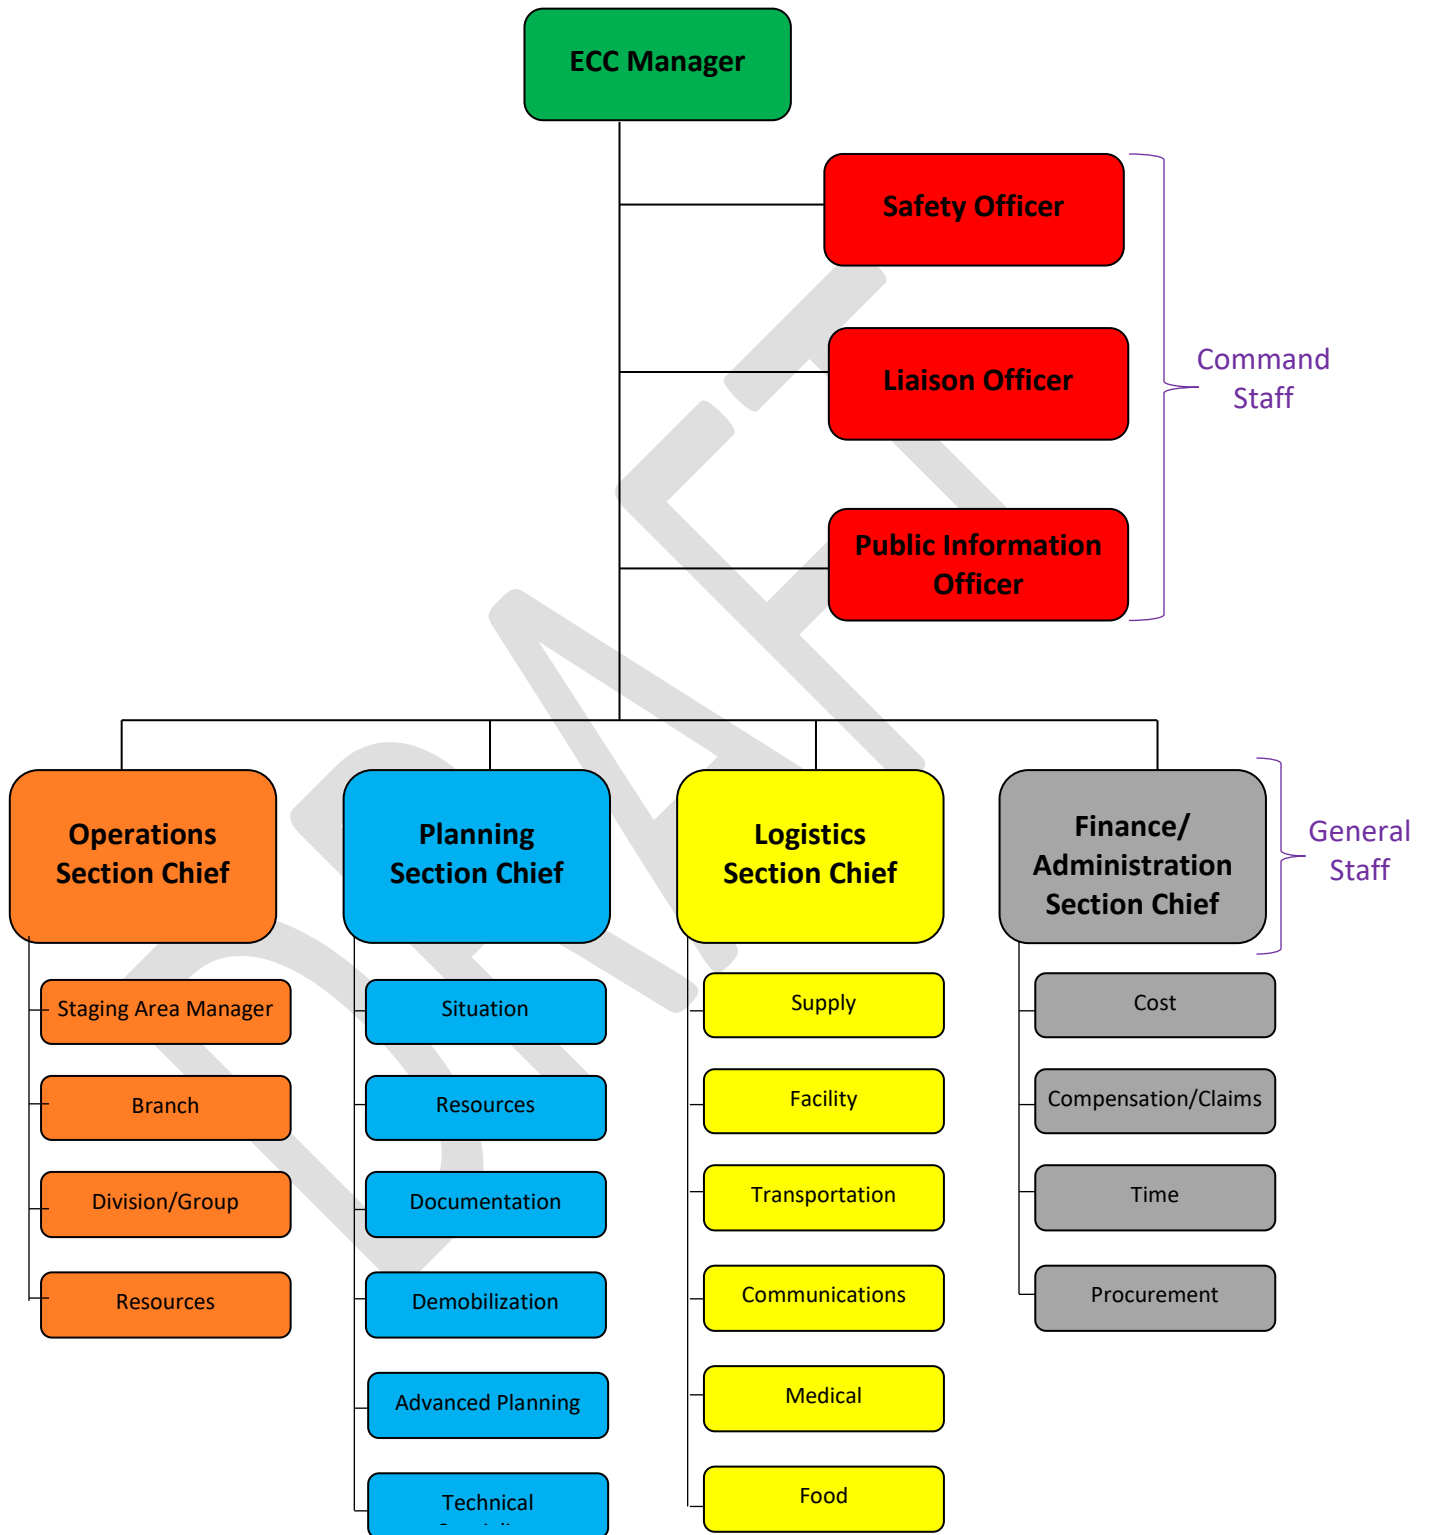 ECC Manager
Safety Officer
Liaison Officer
Public Information
Officer
Command
Staff
DRAFT
Operations
Section Chief
Planning
Section Chief
Logistics
Section Chief
Finance/
Administration
Section Chief
General
Staff
Staging Area Manager
Branch
Division/Group
Resources
Situation
Resources
Documentation
Demobilization
Advanced Planning
Technical
Supply
Facility
Transportation
Communications
Medical
Food
Cost
Compensation/Claims
Time
Procurement